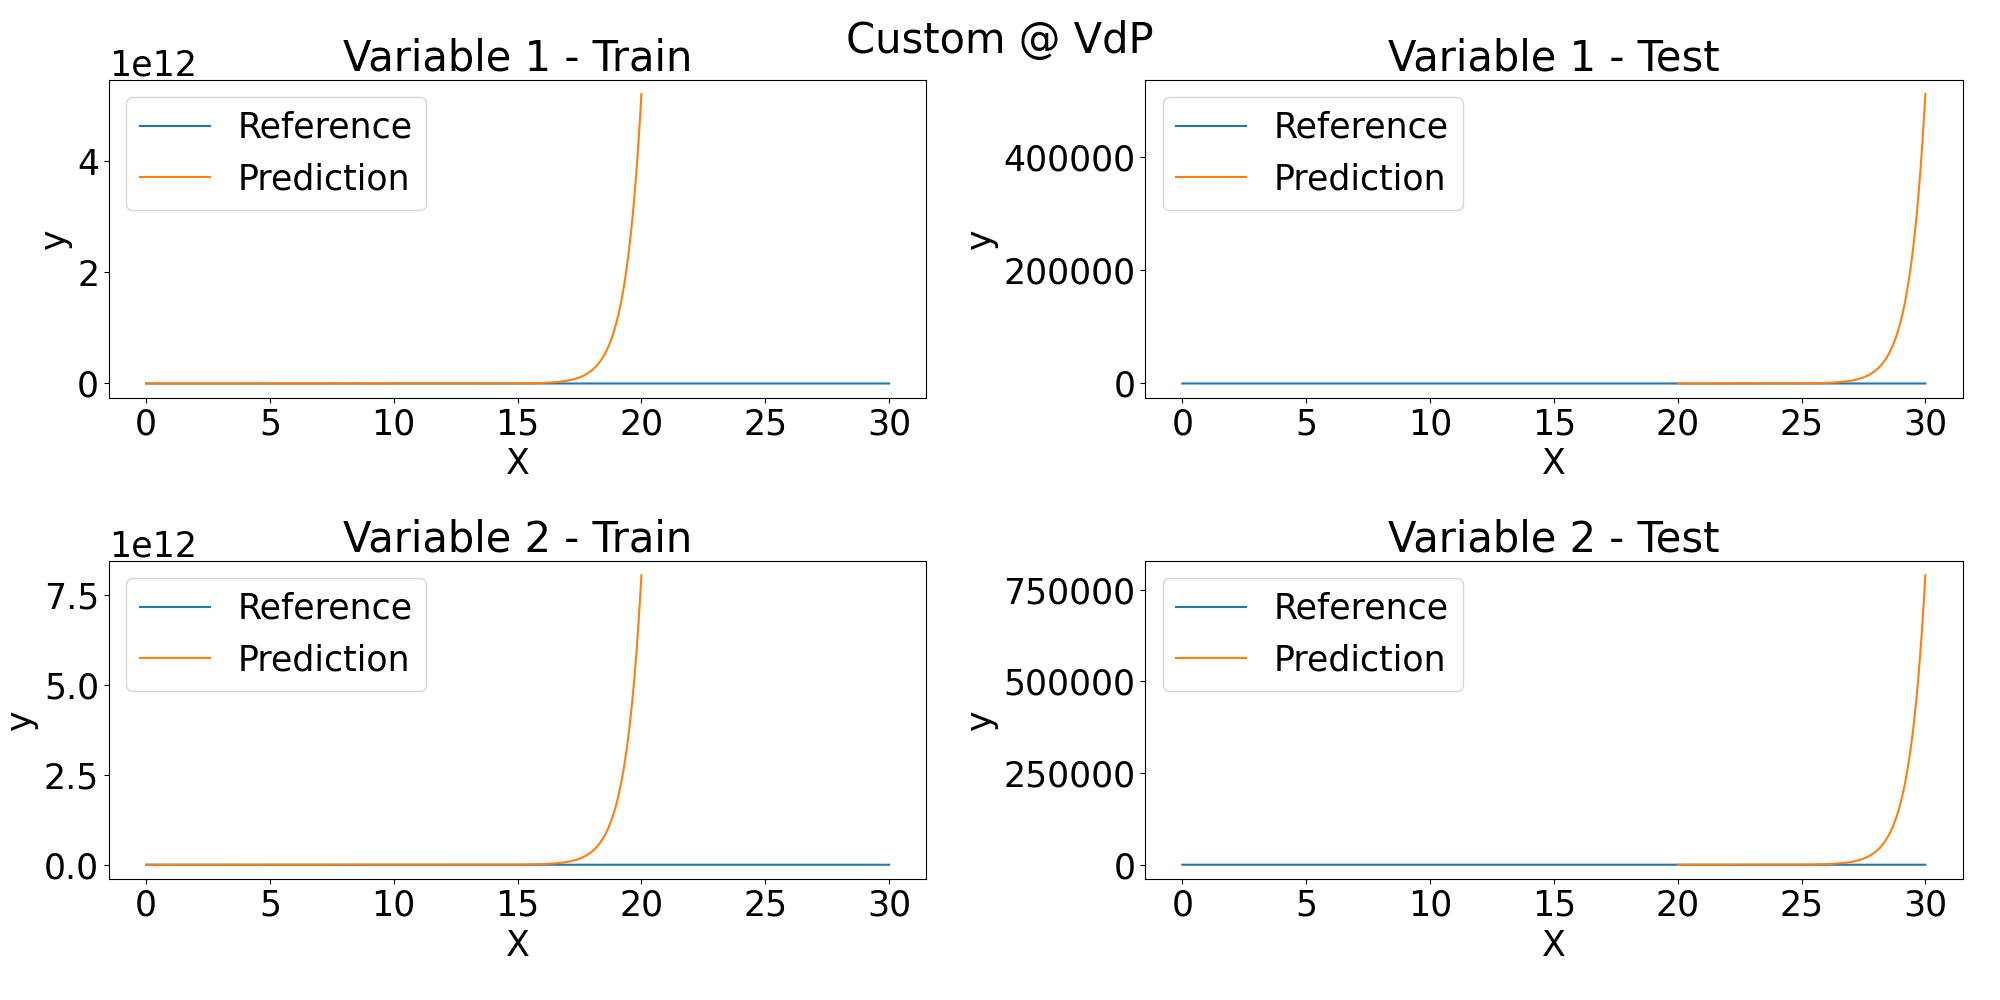 Custom @ VdP
Variable 1 - Train
1e12
Reference
Prediction
4
2
0
y
0 5 10 15 20 25 30
X
Variable 1 - Test
Reference
Prediction
400000
200000
0
y
0 5 10 15 20 25 30
X
Variable 2 - Train
1e12
Reference
Prediction
7.5
5.0
2.5
0.0
y
0 5 10 15 20 25 30
X
Variable 2 - Test
Reference
Prediction
750000
500000
250000
0
y
0 5 10 15 20 25 30
X